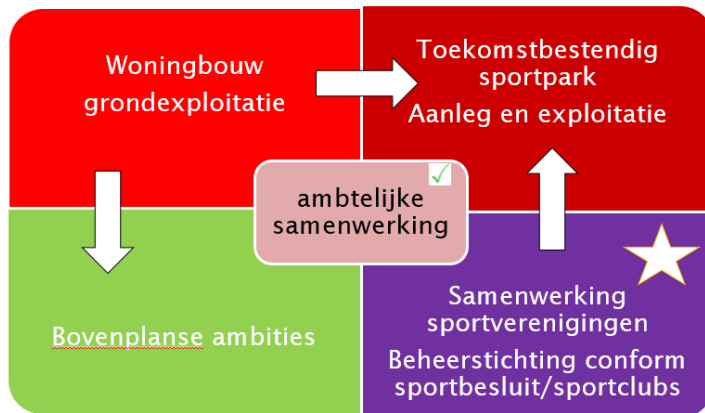 Woningbouw
grondexploitatie
Toekomstbestendig
sportpark
Aanleg en exploitatie
ambtelijke
samenwerking
Bovenplanse ambities
Samenwerking
sportverenigingen
Beheerstichting conform
sportbesluit/sportclubs